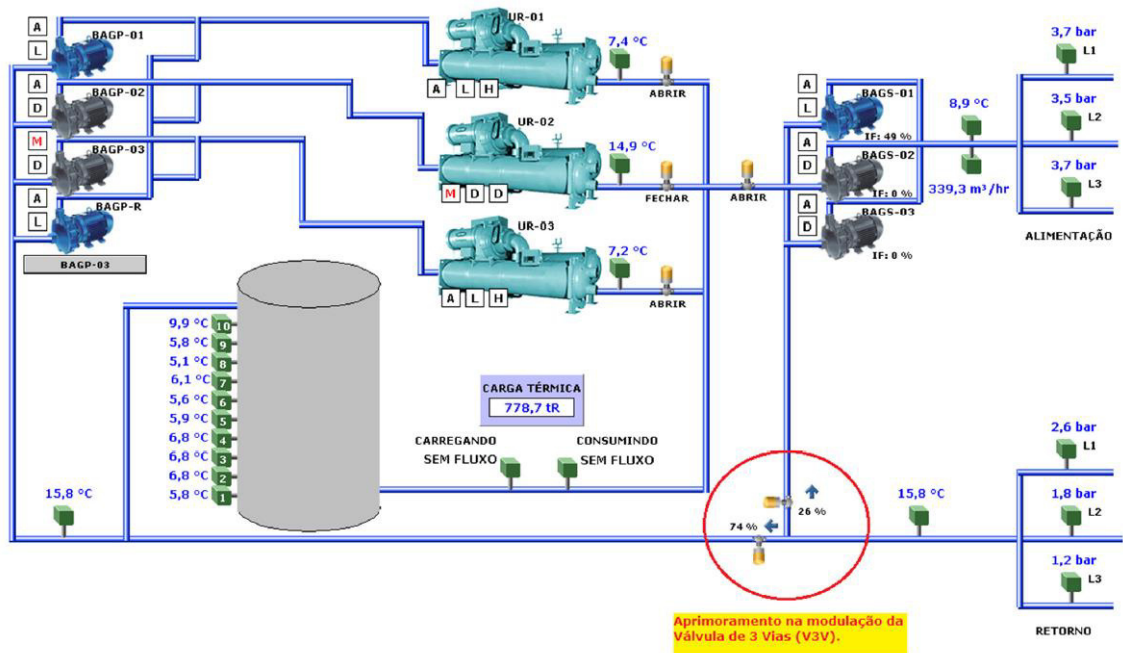 A
L
BAGP-01
A
D
BAGP-02
M
D
BAGP-03
A
L
BAGP-R
BAGP-03
UR-01
A L H
7,4 °C
ABRIR
UR-02
M D D
14,9 °C
FECHAR
ABRIR
UR-03
A L H
7,2 °C
ABRIR
A
L
BAGS-01
IF: 49 %
A
D
BAGS-02
IF: 0 %
A
D
BAGS-03
IF: 0 %
8,9 °C
339,3 m³/hr
3,7 bar
L1
3,5 bar
L2
3,7 bar
L3
ALIMENTAÇÃO
9,9 °C 10
5,8 °C 9
5,1 °C 8
6,1 °C 7
5,6 °C 6
5,9 °C 5
6,8 °C 4
6,8 °C 3
6,8 °C 2
5,8 °C 1
15,8 °C
CARGA TÉRMICA
778,7 tR
CARREGANDO
SEM FLUXO
CONSUMINDO
SEM FLUXO
26 %
74 %
15,8 °C
2,6 bar
L1
1,8 bar
L2
1,2 bar
L3
RETORNO
Aprimoramento na modulação da
Válvula de 3 Vias (V3V).